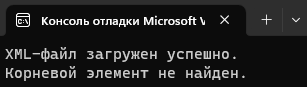 Консоль отладки Microsoft V
XML-файл загружен успешно.
Корневой элемент не найден.